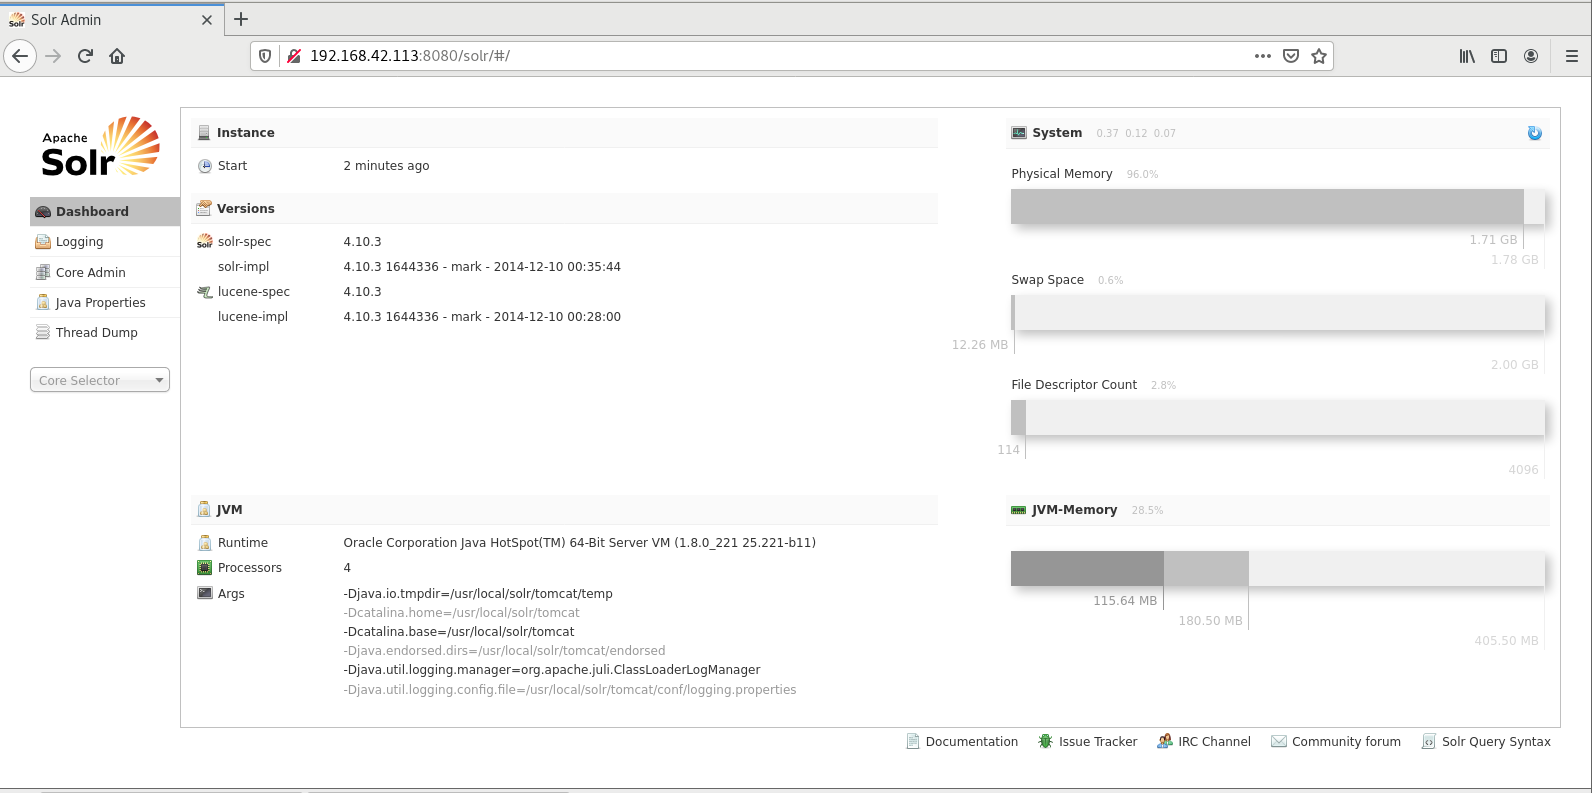 Solr Admin
192.168.42.113:8080/solr/#/
Apache
Solr
Dashboard
Logging
Core Admin
Java Properties
Thread Dump
Core Selector
Instance
Start 2 minutes ago
Versions
solr-spec 4.10.3
solr-impl 4.10.3 1644336 - mark - 2014-12-10 00:35:44
lucene-spec 4.10.3
lucene-impl 4.10.3 1644336 - mark - 2014-12-10 00:28:00
JVM
Runtime Oracle Corporation Java HotSpot(TM) 64-Bit Server VM (1.8.0_221 25.221-b11)
Processors 4
Args -Djava.io.tmpdir=/usr/local/solr/tomcat/temp
-Dcatalina.home=/usr/local/solr/tomcat
-Dcatalina.base=/usr/local/solr/tomcat
-Djava.endorsed.dirs=/usr/local/solr/tomcat/endorsed
-Djava.util.logging.manager=org.apache.juli.ClassLoaderLogManager
-Djava.util.logging.config.file=/usr/local/solr/tomcat/conf/logging.properties
System 0.37 0.12 0.07
Physical Memory 96.0%
1.71 GB
1.78 GB
Swap Space 0.6%
12.26 MB
2.00 GB
File Descriptor Count 2.8%
114
4096
JVM-Memory 28.5%
115.64 MB
180.50 MB
405.50 MB
Documentation Issue Tracker IRC Channel Community forum Solr Query Syntax